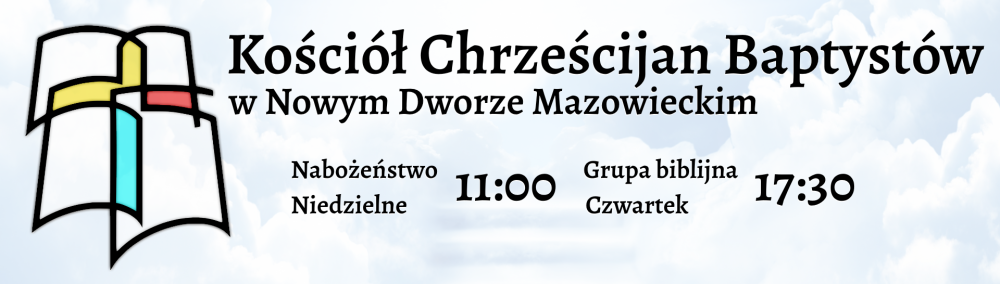 Kościół Chrześcijan Baptystów
w Nowym Dworze Mazowieckim
Nabożeństwo
Niedzielne
11:00
Grupa biblijna
Czwartek
17:30